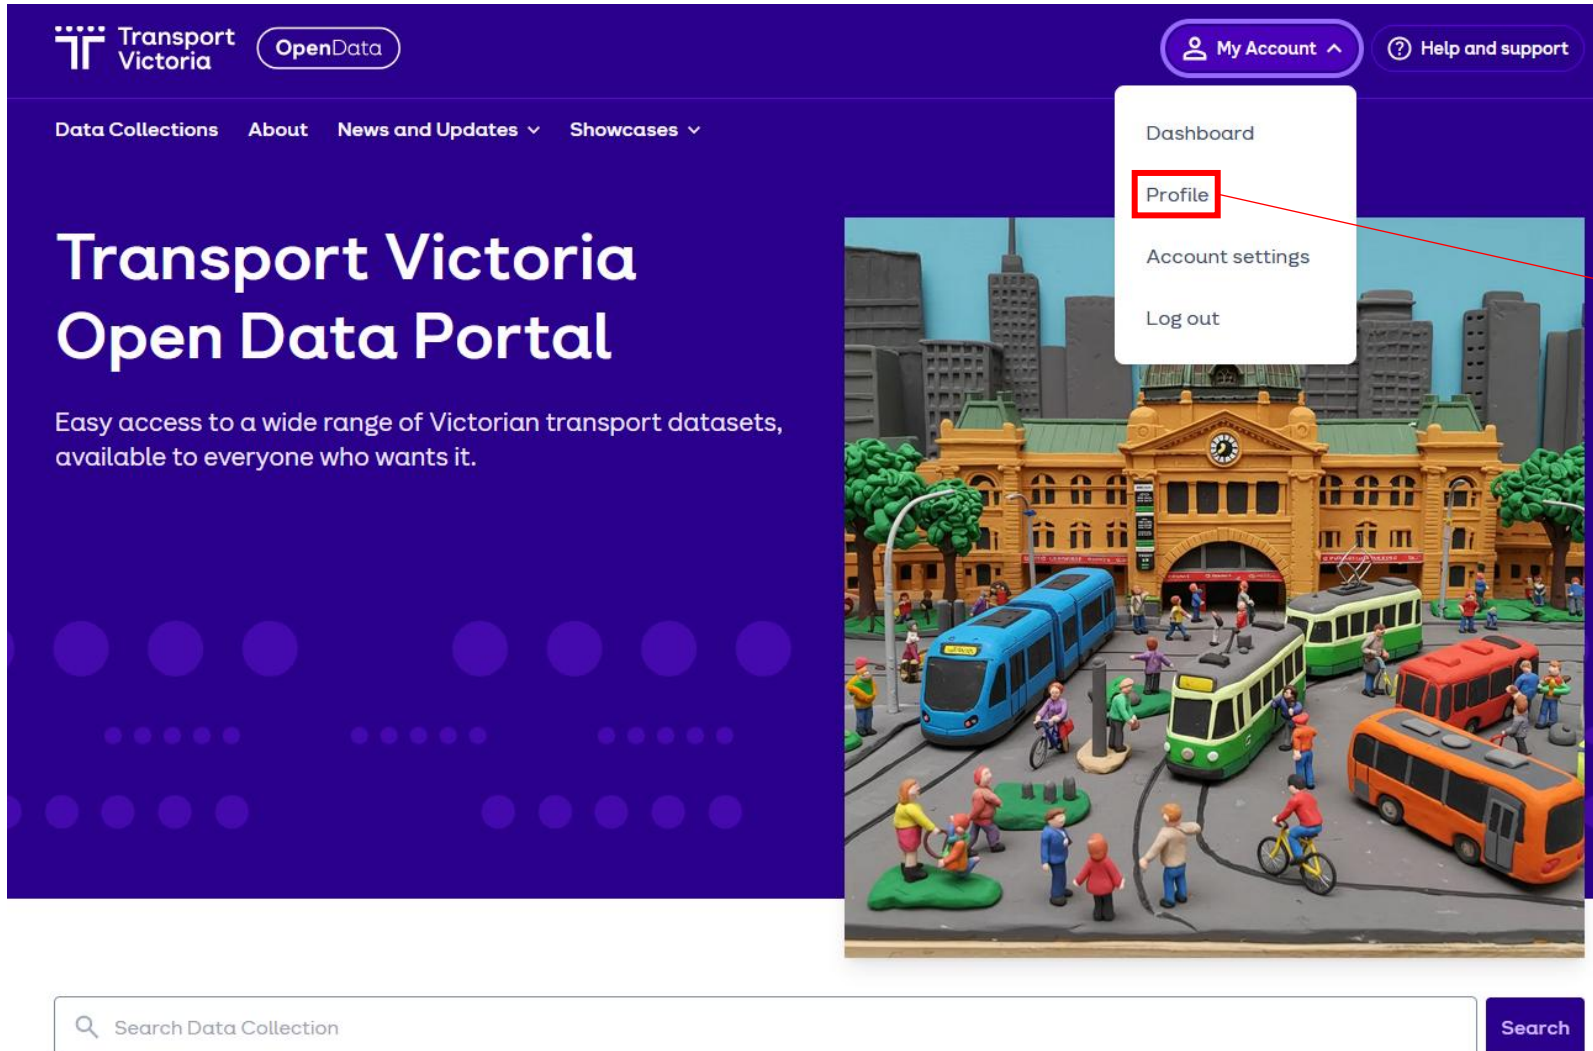 Transport
Victoria
OpenData
My Account
Help and support
Data Collections About News and Updates Showcases
Dashboard
Profile
Account settings
Log out
Transport Victoria
Open Data Portal
Easy access to a wide range of Victorian transport datasets,
available to everyone who wants it.
Search Data Collection
Search